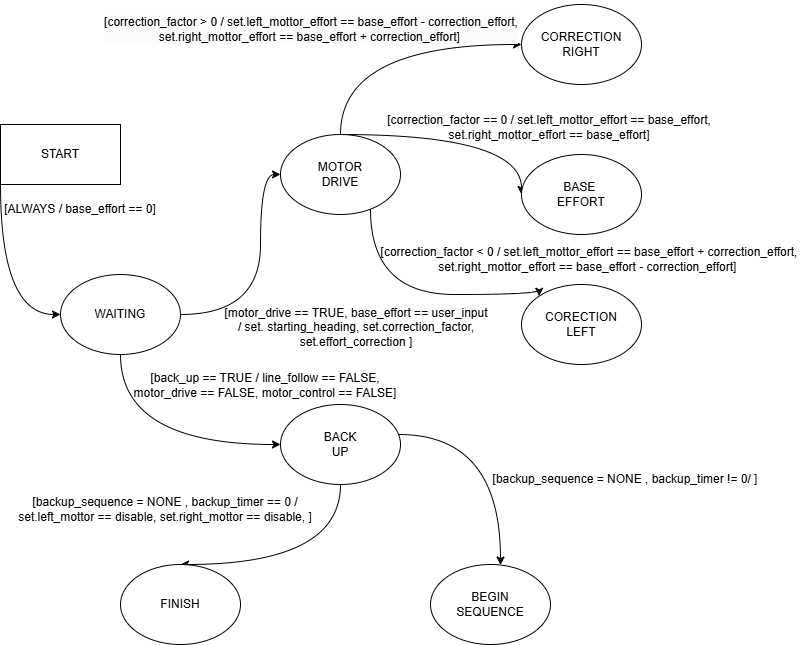 [correction_factor > 0 / set.left_mottor_effort == base_effort - correction_effort,
set.right_mottor_effort == base_effort + correction_effort]
CORRECTION
RIGHT
[correction_factor == 0 / set.left_mottor_effort == base_effort,
set.right_mottor_effort == base_effort]
START
MOTOR
DRIVE
BASE
EFFORT
[ALWAYS / base_effort == 0]
[correction_factor < 0 / set.left_mottor_effort == base_effort + correction_effort,
set.right_mottor_effort == base_effort - correction_effort]
WAITING
[motor_drive == TRUE, base_effort == user_input
/ set. starting_heading, set.correction_factor,
set.effort_correction ]
CORECTION
LEFT
[back_up == TRUE / line_follow == FALSE,
motor_drive == FALSE, motor_control == FALSE]
BACK
UP
[backup_sequence = NONE , backup_timer != 0/ ]
[backup_sequence = NONE , backup_timer == 0 /
set.left_mottor == disable, set.right_mottor == disable, ]
FINISH
BEGIN
SEQUENCE